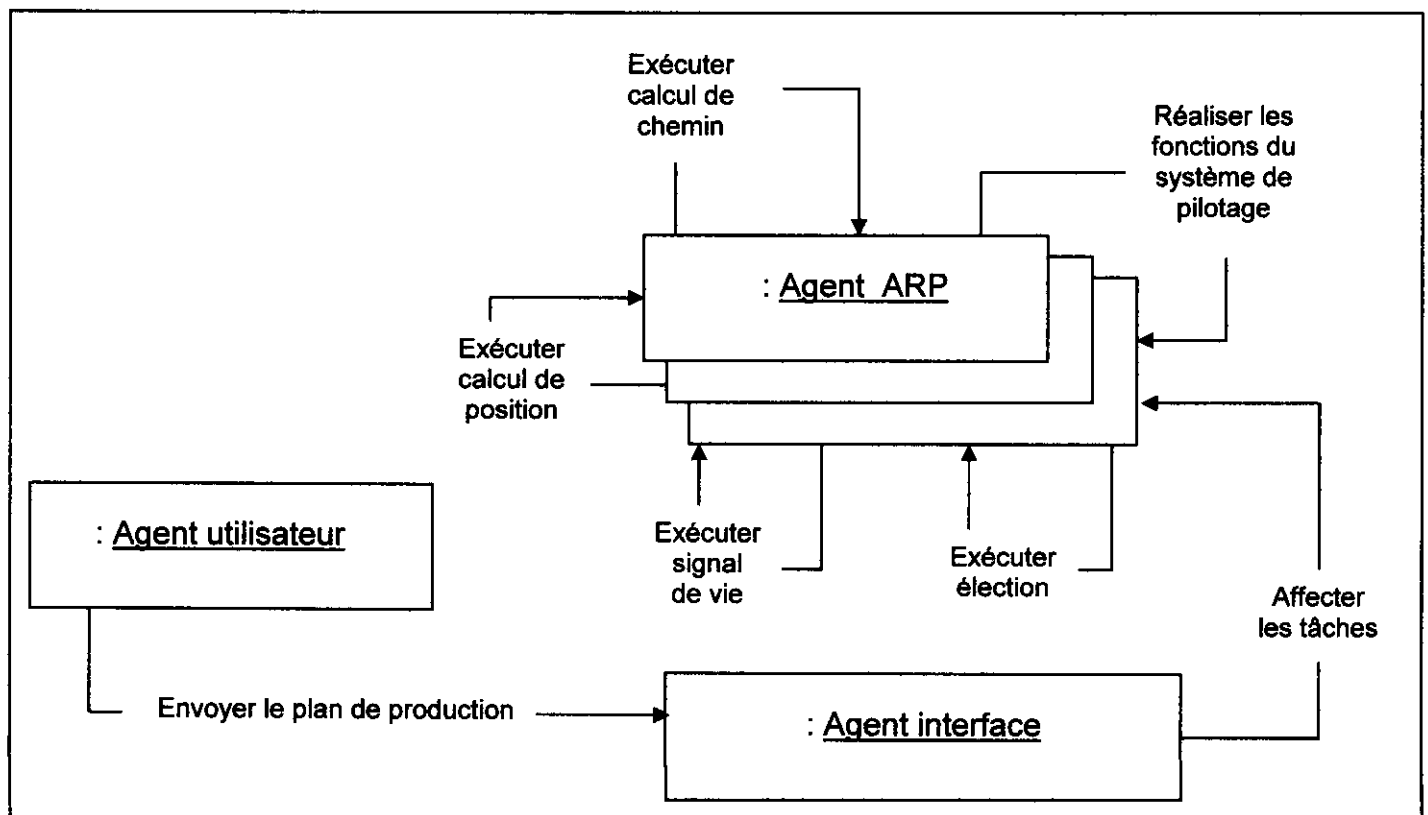 Exécuter
calcul de
chemin
Réaliser les
fonctions du
système de
pilotage
: Agent ARP
Exécuter
calcul de
position
: Agent utilisateur
Exécuter
signal
de vie
Exécuter
élection
Affecter
les tâches
Envoyer le plan de production
: Agent interface